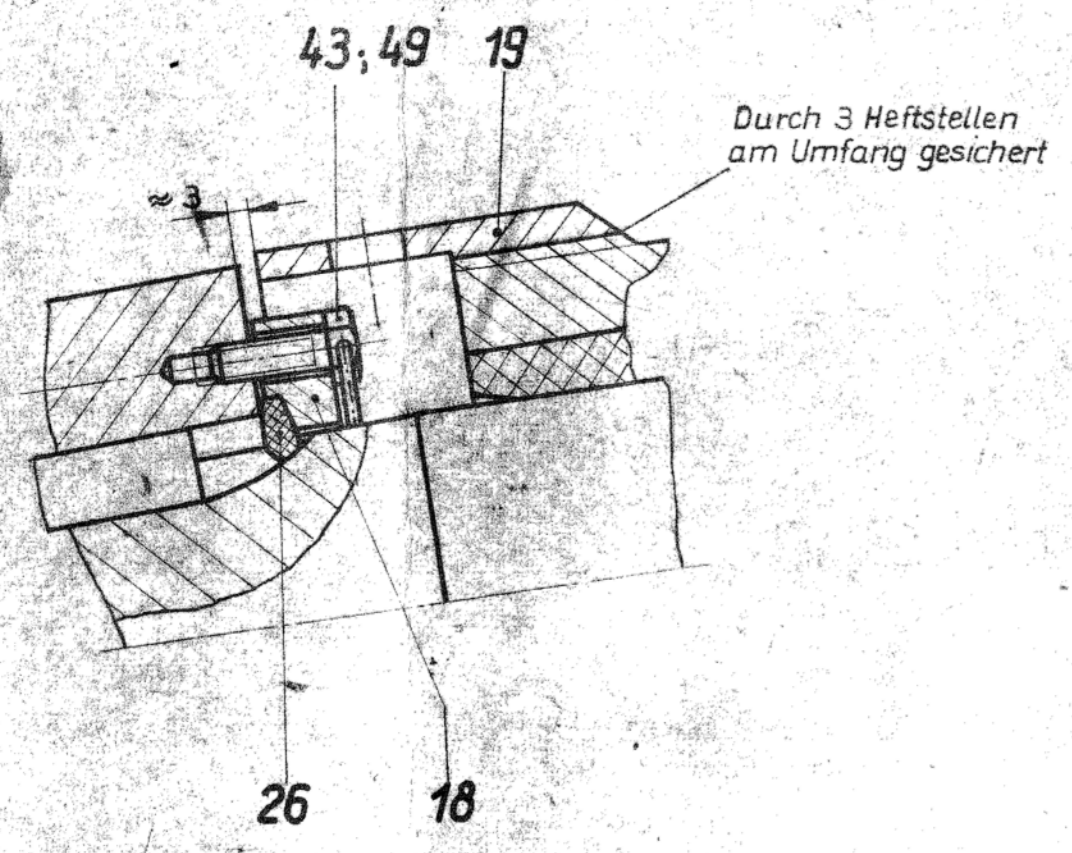 43; 49 19
Durch 3 Heftstellen
am Umfang gesichert
≈ 3
26 18